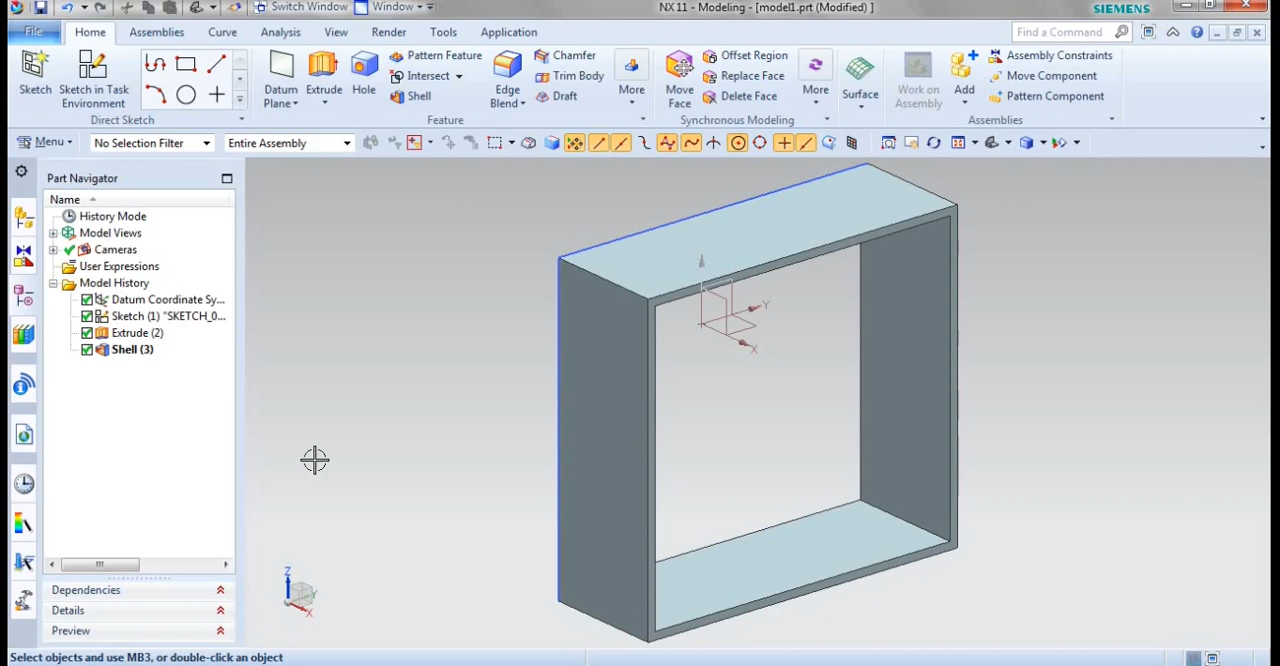 Switch Window Window NX 11 - Modeling - [model1.prt (Modified) ] SIEMENS
File Home Assemblies Curve Analysis View Render Tools Application Find a Command
Pattern Feature Chamfer Offset Region Assembly Constraints
Intersect Trim Body Replace Face Move Component
Sketch Sketch in Task Environment Datum Plane Extrude Hole Shell Edge Blend Draft More Move Face Delete Face More Surface Work on Assembly Add Pattern Component
Direct Sketch Feature Synchronous Modeling Assemblies
Menu No Selection Filter Entire Assembly
Part Navigator
Name
History Mode
Model Views
Cameras
User Expressions
Model History
Datum Coordinate Sy...
Sketch (1) "SKETCH_0...
Extrude (2)
Shell (3)
Y
X
Z
Y
X
Dependencies
Details
Preview
Select objects and use MB3, or double-click an object